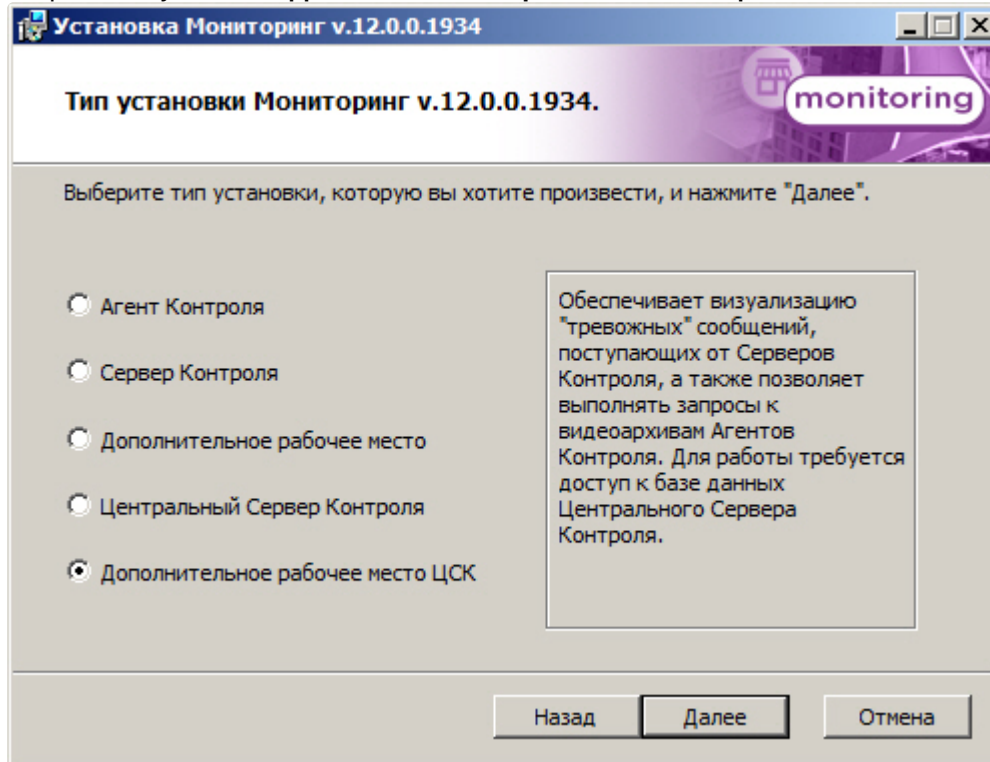 Установка Мониторинг v.12.0.0.1934
Тип установки Мониторинг v.12.0.0.1934.
monitoring
Выберите тип установки, которую вы хотите произвести, и нажмите "Далее".
Агент Контроля
Сервер Контроля
Дополнительное рабочее место
Центральный Сервер Контроля
Дополнительное рабочее место ЦСК
Обеспечивает визуализацию
"тревожных" сообщений,
поступающих от Серверов
Контроля, а также позволяет
выполнять запросы к
видеоархивам Агентов
Контроля. Для работы требуется
доступ к базе данных
Центрального Сервера
Контроля.
Назад
Далее
Отмена